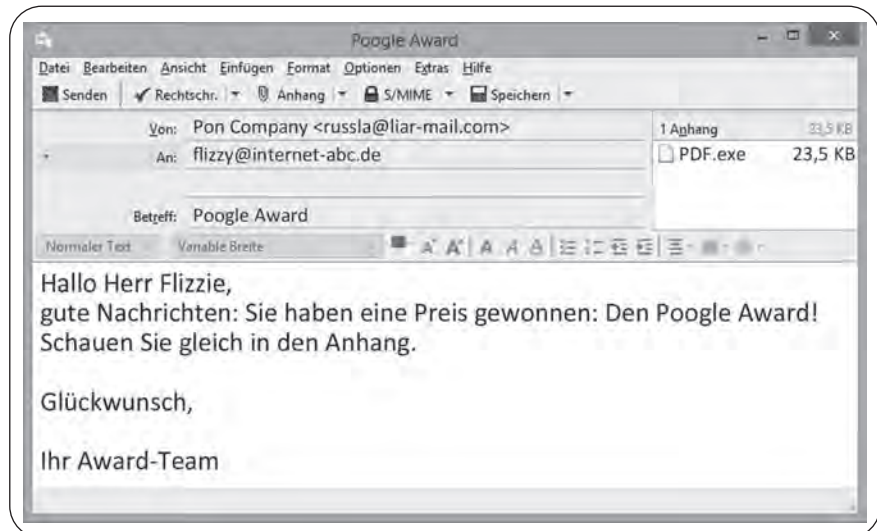 Poogle Award
Datei Bearbeiten Ansicht Einfügen Format Optionen Extras Hilfe
Senden Rechtschr. Anhang S/MIME Speichern
Von: Pon Company <russla@liar-mail.com> 1 Anhang 23,5 KB
An: flizzy@internet-abc.de PDF.exe 23,5 KB
Betreff: Poogle Award
Normaler Text Variable Breite
Hallo Herr Flizzie,
gute Nachrichten: Sie haben eine Preis gewonnen: Den Poogle Award!
Schauen Sie gleich in den Anhang.
Glückwunsch,
Ihr Award-Team